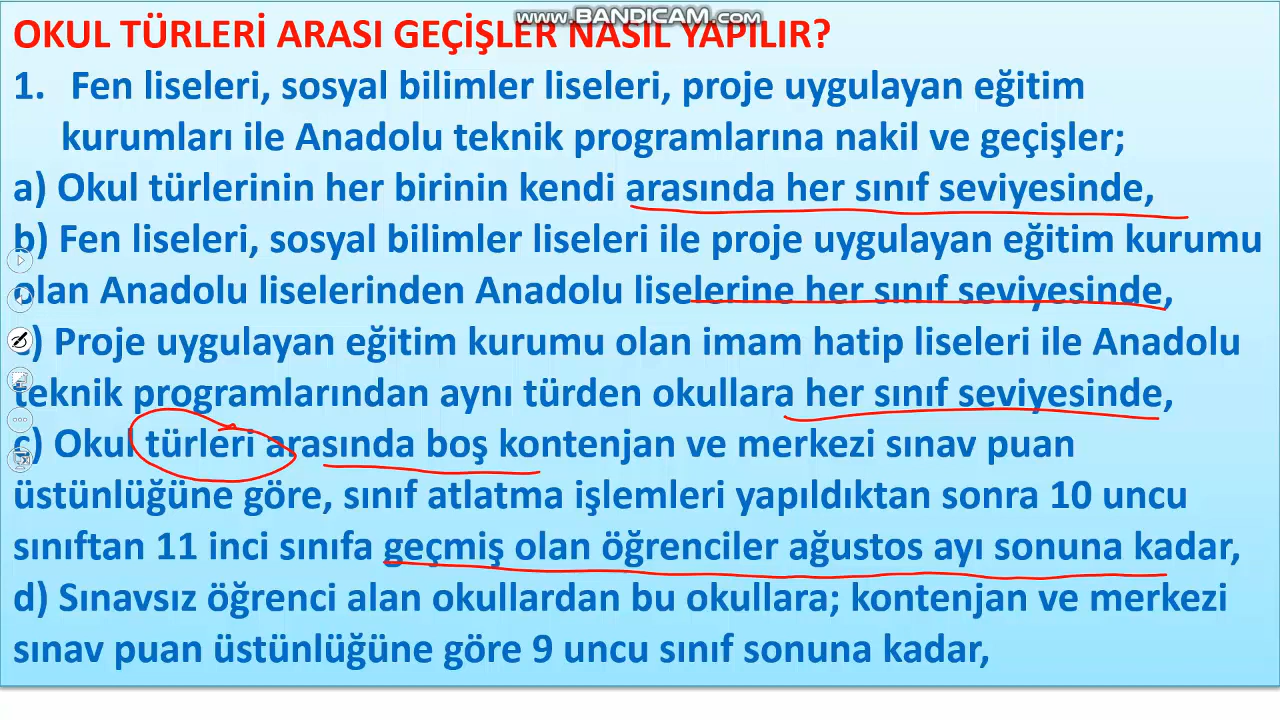 www.BANDICAM.com
OKUL TÜRLERİ ARASI GEÇİŞLER NASIL YAPILIR?
1. Fen liseleri, sosyal bilimler liseleri, proje uygulayan eğitim
kurumları ile Anadolu teknik programlarına nakil ve geçişler;
a) Okul türlerinin her birinin kendi arasında her sınıf seviyesinde,
b) Fen liseleri, sosyal bilimler liseleri ile proje uygulayan eğitim kurumu
olan Anadolu liselerinden Anadolu liselerine her sınıf seviyesinde,
c) Proje uygulayan eğitim kurumu olan imam hatip liseleri ile Anadolu
teknik programlarından aynı türden okullara her sınıf seviyesinde,
ç) Okul türleri arasında boş kontenjan ve merkezi sınav puan
üstünlüğüne göre, sınıf atlatma işlemleri yapıldıktan sonra 10 uncu
sınıftan 11 inci sınıfa geçmiş olan öğrenciler ağustos ayı sonuna kadar,
d) Sınavsız öğrenci alan okullardan bu okullara; kontenjan ve merkezi
sınav puan üstünlüğüne göre 9 uncu sınıf sonuna kadar,